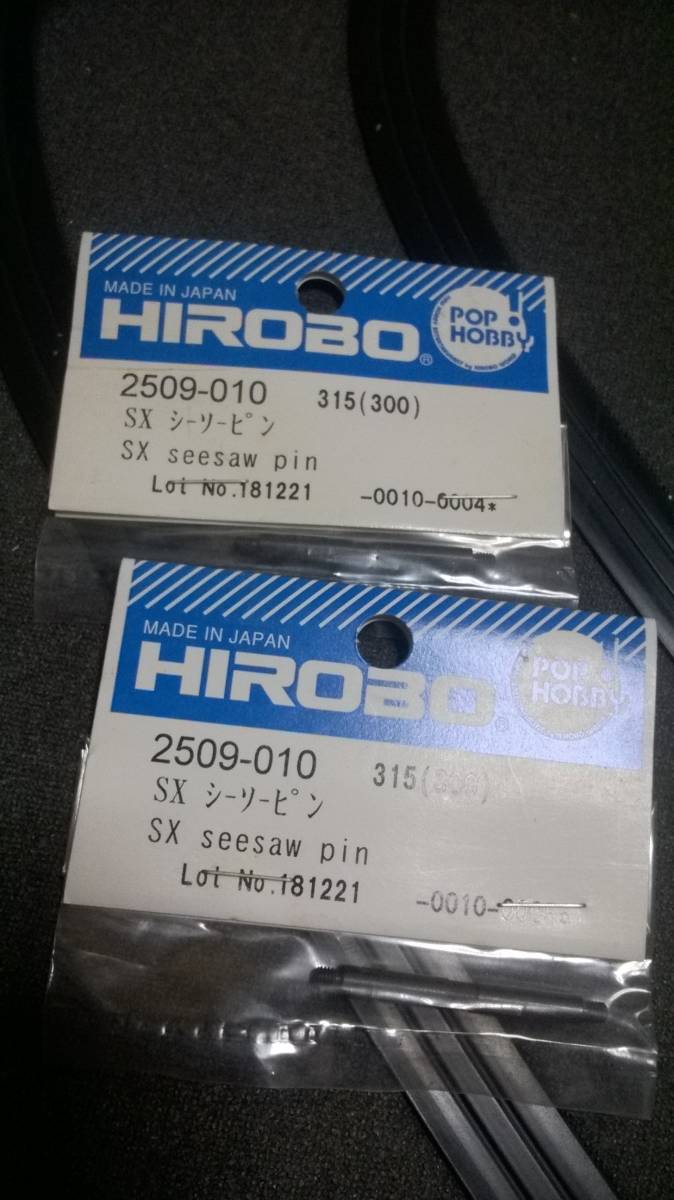 MADE IN JAPAN
HIROBO®
POP!
HOBBY
2509-010 315(300)
SX シーソーピン
SX seesaw pin
Lot No.181221 -0010-0004*
MADE IN JAPAN
HIROBO®
POP!
HOBBY
2509-010 315(300)
SX シーソーピン
SX seesaw pin
Lot No.181221 -0010-